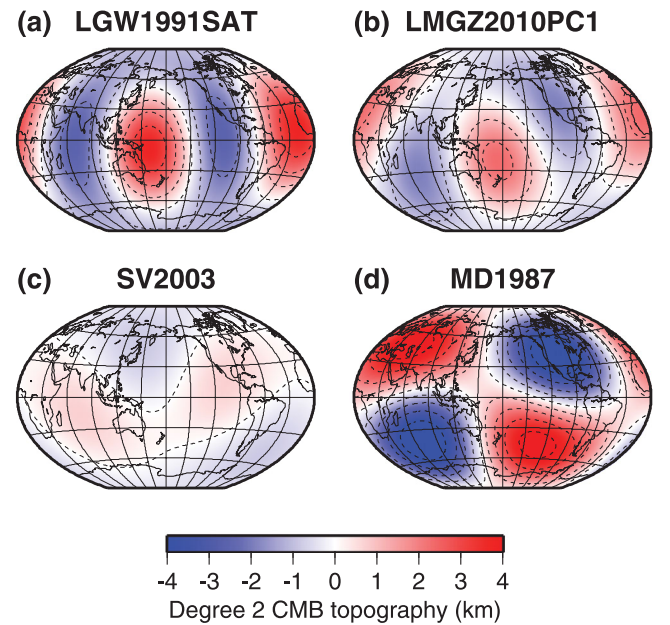 (a) LGW1991SAT
(b) LMGZ2010PC1
(c) SV2003
(d) MD1987
-4 -3 -2 -1 0 1 2 3 4
Degree 2 CMB topography (km)